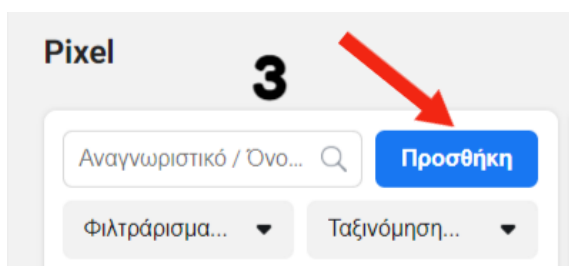 Pixel
3
Αναγνωριστικό / Όνο...
Προσθήκη
Φιλτράρισμα...
Ταξινόμηση...